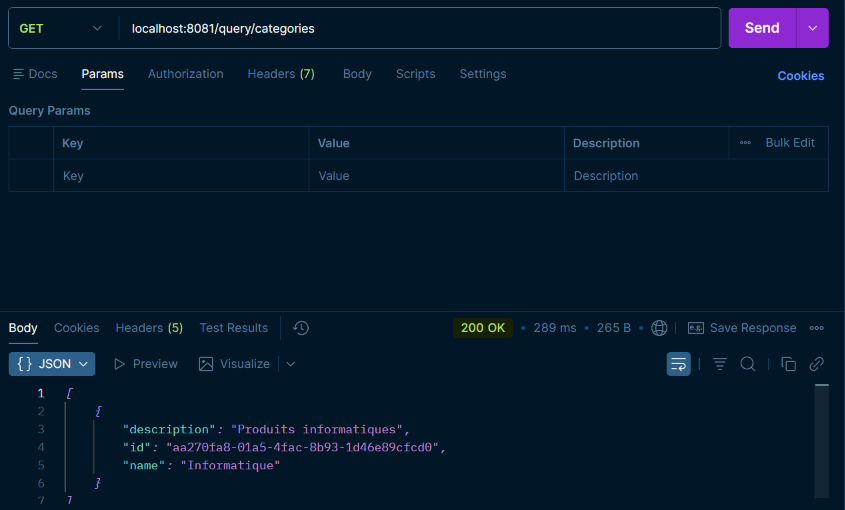 GET localhost:8081/query/categories Send
Docs Params Authorization Headers (7) Body Scripts Settings Cookies
Query Params
Key Value Description Bulk Edit
Key Value Description
Body Cookies Headers (5) Test Results 200 OK • 289 ms • 265 B Save Response
{} JSON Preview Visualize
1 [
2 {
3 "description": "Produits informatiques",
4 "id": "aa270fa8-01a5-4fac-8b93-1d46e89cfcd0",
5 "name": "Informatique"
6 }
7 ]